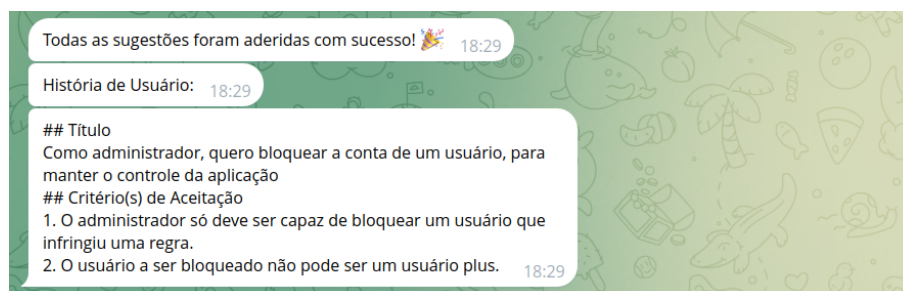 Todas as sugestões foram aderidas com sucesso! 🎉 18:29
História de Usuário: 18:29
## Título
Como administrador, quero bloquear a conta de um usuário, para
manter o controle da aplicação
## Critério(s) de Aceitação
1. O administrador só deve ser capaz de bloquear um usuário que
infringiu uma regra.
2. O usuário a ser bloqueado não pode ser um usuário plus. 18:29